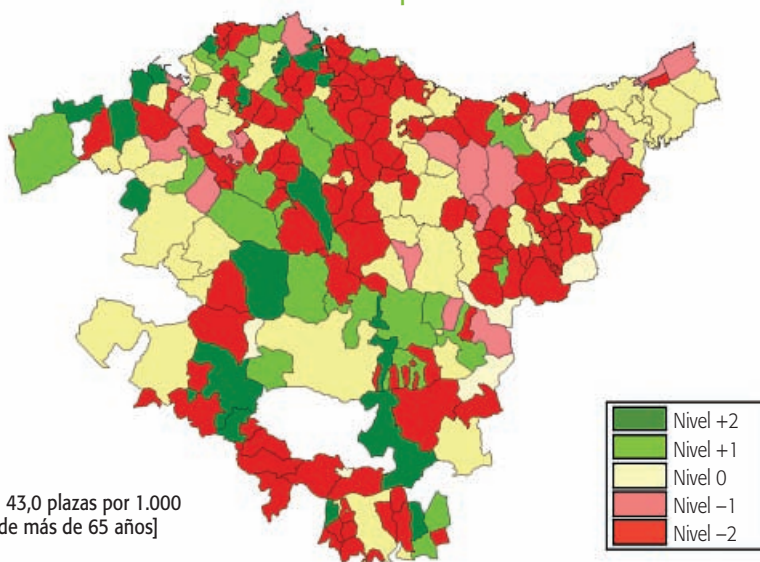 43,0 plazas por 1.000
de más de 65 años]
Nivel +2
Nivel +1
Nivel 0
Nivel −1
Nivel −2